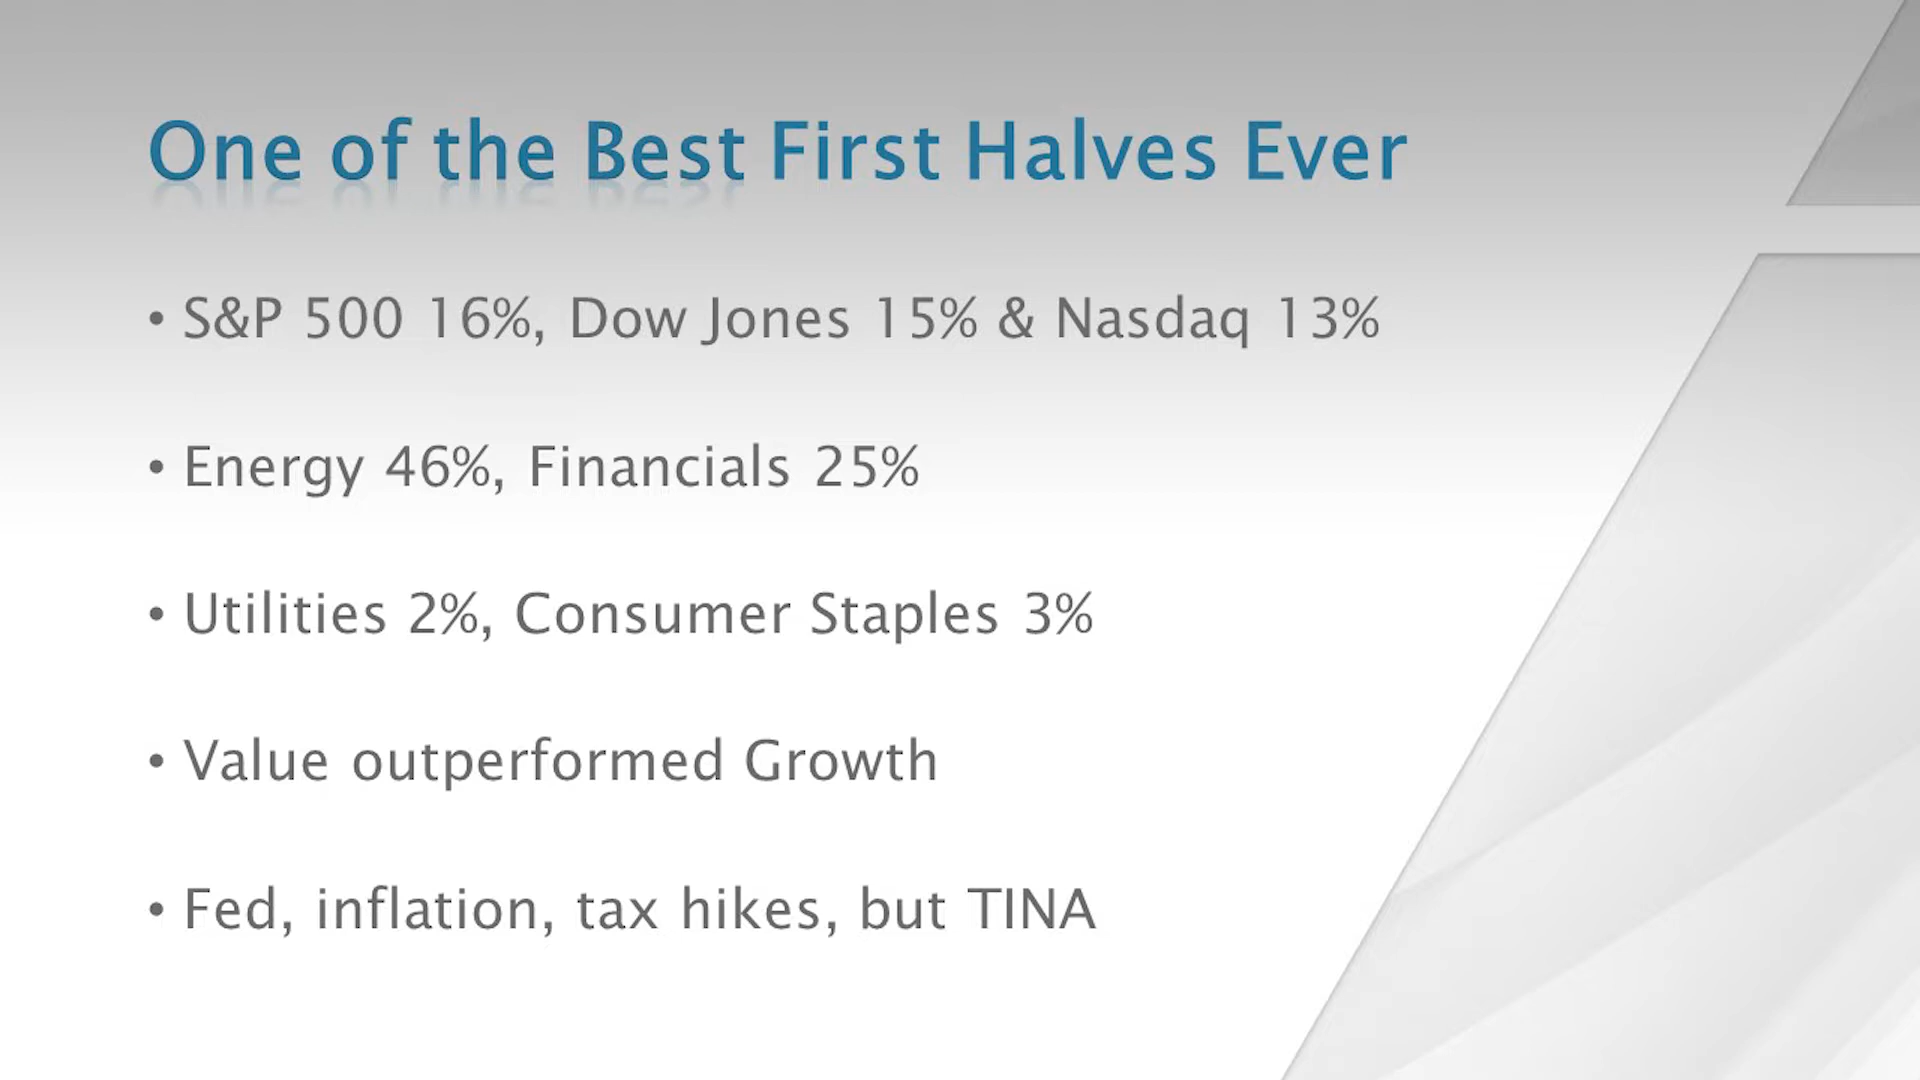 One of the Best First Halves Ever
• S&P 500 16%, Dow Jones 15% & Nasdaq 13%
• Energy 46%, Financials 25%
• Utilities 2%, Consumer Staples 3%
• Value outperformed Growth
• Fed, inflation, tax hikes, but TINA